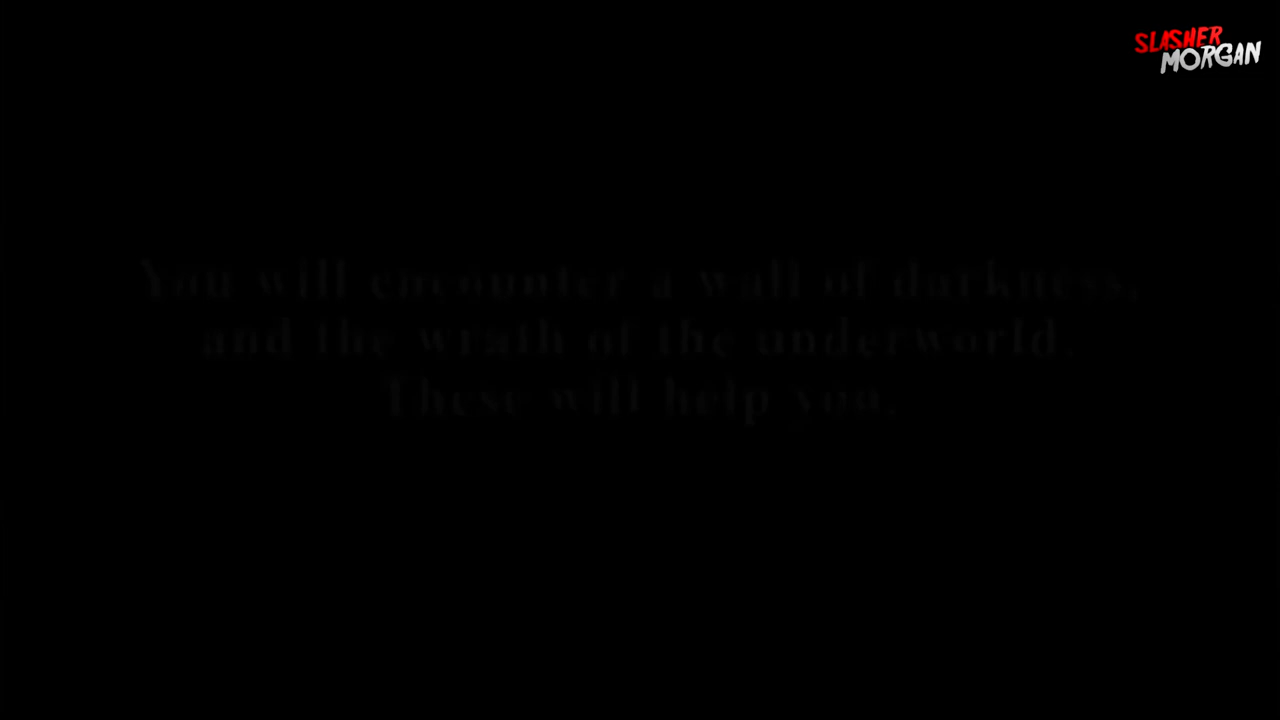 SLASHER
MORGAN
You will encounter a wall of darkness,
and the wrath of the underworld.
These will help you.